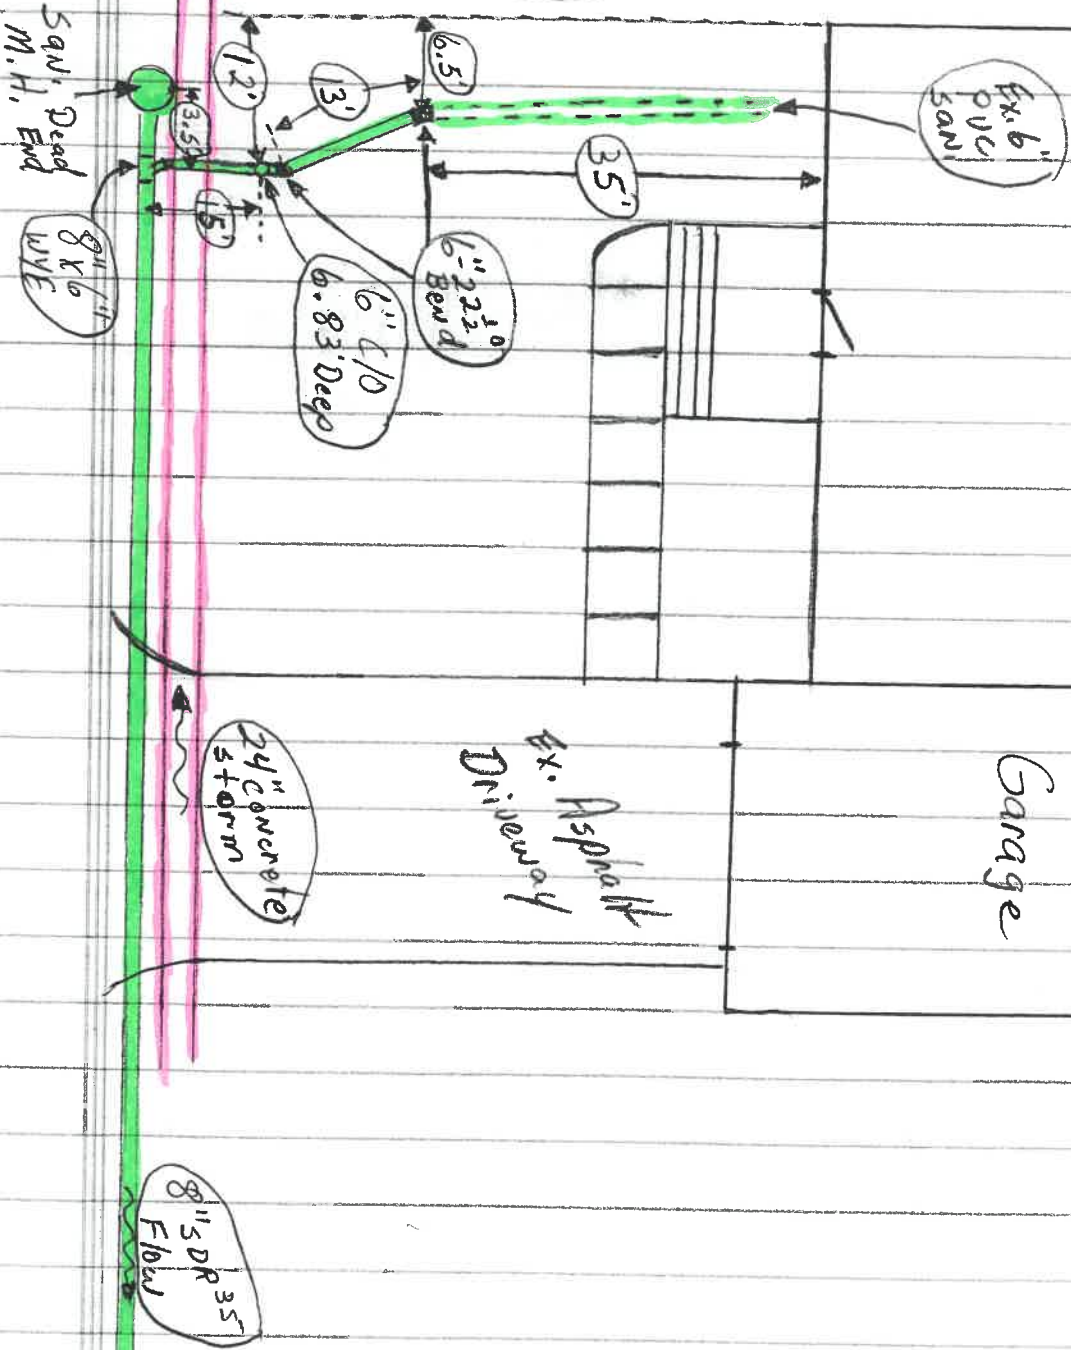 Ex. 6"
PVC
SAN.
6.5'
12'
13'
35'
San. Dead
End
M.H.
3.5'
15'
8" x 6"
WYE
6" 22½°
Bend
6" C/O
6.83' Deep
Garage
Ex. Asphalt
Driveway
24" Concrete
storm
8" SDR 35
Flow